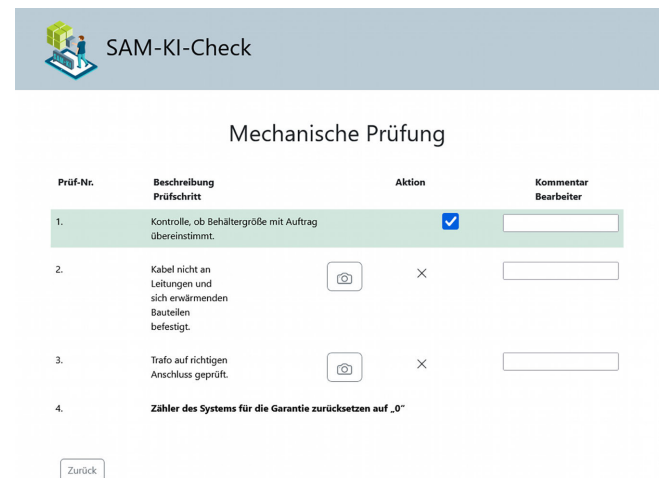 SAM-KI-Check
Mechanische Prüfung
Prüf-Nr. Beschreibung Aktion Kommentar
Prüfschritt Bearbeiter
1. Kontrolle, ob Behältergröße mit Auftrag
übereinstimmt.
2. Kabel nicht an
Leitungen und
sich erwärmenden
Bauteilen
befestigt.
3. Trafo auf richtigen
Anschluss geprüft.
4. Zähler des Systems für die Garantie zurücksetzen auf „0“
Zurück